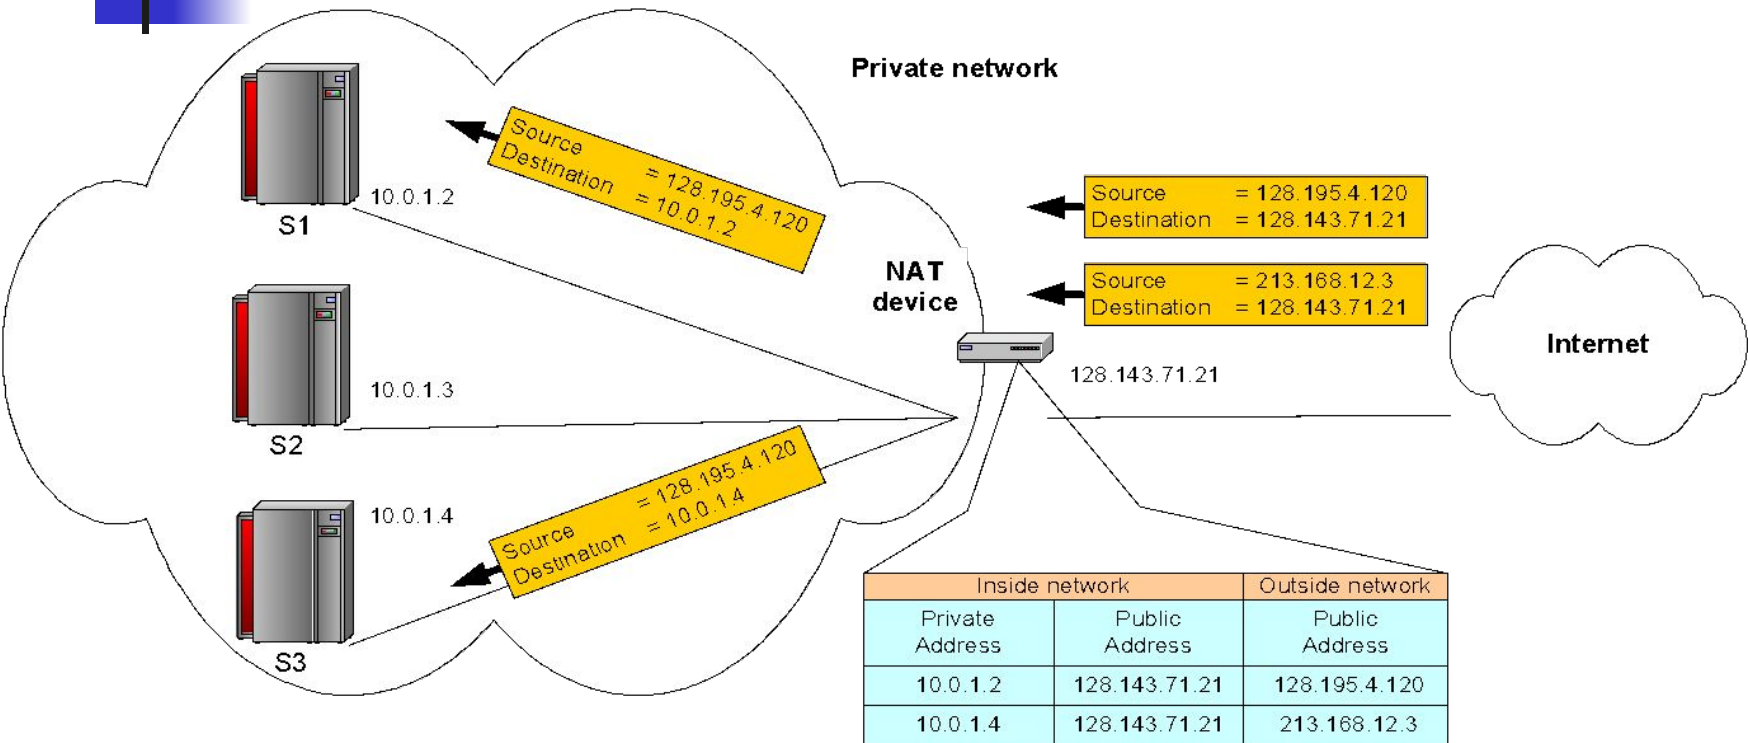 Private network
Source = 128.195.4.120
Destination = 10.0.1.2
10.0.1.2
S1
Source = 128.195.4.120
Destination = 128.143.71.21
NAT
device
Source = 213.168.12.3
Destination = 128.143.71.21
Internet
128.143.71.21
10.0.1.3
S2
Source = 128.195.4.120
Destination = 10.0.1.4
10.0.1.4
S3
Inside network Outside network
Private Address Public Address Public Address
10.0.1.2 128.143.71.21 128.195.4.120
10.0.1.4 128.143.71.21 213.168.12.3